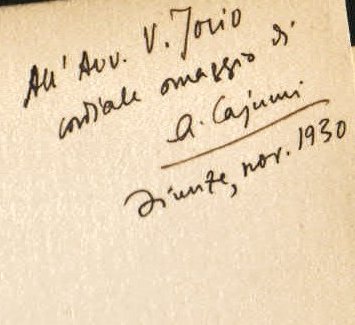 All' Avv. V. Jorio
cordiale omaggio di
A. Cajumi
Firenze, nov. 1930